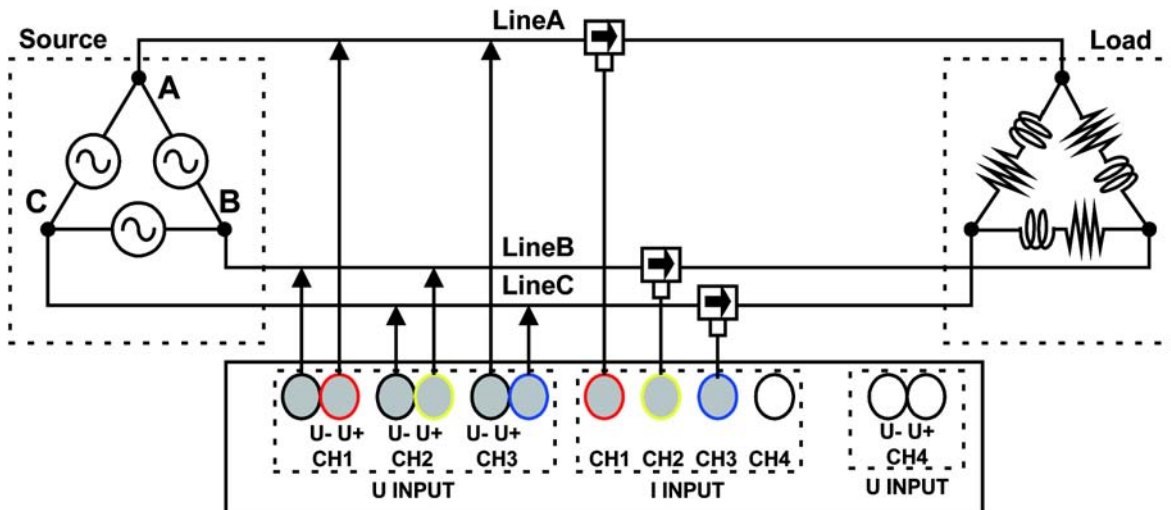 LineA
Source
Load
A
C
B
LineB
LineC
U- U+ U- U+ U- U+
CH1 CH2 CH3
U INPUT
CH1 CH2 CH3 CH4
I INPUT
U- U+
CH4
U INPUT